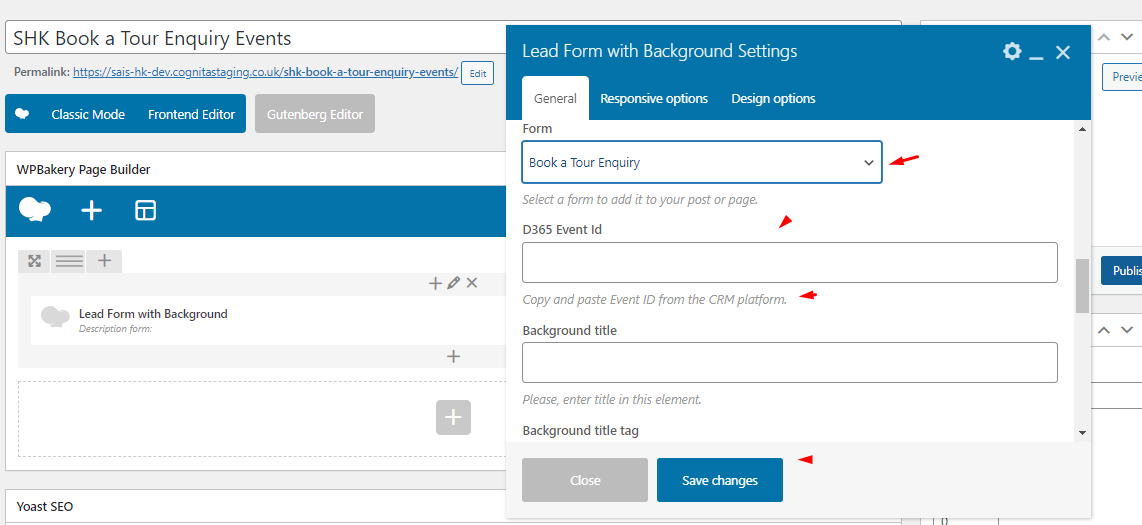 SHK Book a Tour Enquiry Events
Permalink: https://sais-hk-dev.cognitastaging.co.uk/shk-book-a-tour-enquiry-events/ Edit
Classic Mode Frontend Editor Gutenberg Editor
WPBakery Page Builder
Lead Form with Background
Description form:
Yoast SEO
Lead Form with Background Settings
General Responsive options Design options
Form
Book a Tour Enquiry
Select a form to add it to your post or page.
D365 Event Id
Copy and paste Event ID from the CRM platform.
Background title
Please, enter title in this element.
Background title tag
Close Save changes
Previe
Publis